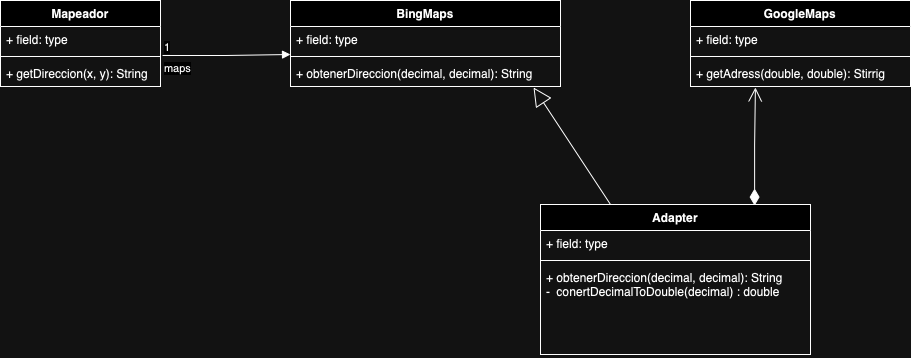 Mapeador
+ field: type
+ getDireccion(x, y): String
1
maps
BingMaps
+ field: type
+ obtenerDireccion(decimal, decimal): String
GoogleMaps
+ field: type
+ getAdress(double, double): Stirrig
Adapter
+ field: type
+ obtenerDireccion(decimal, decimal): String
- conertDecimalToDouble(decimal) : double